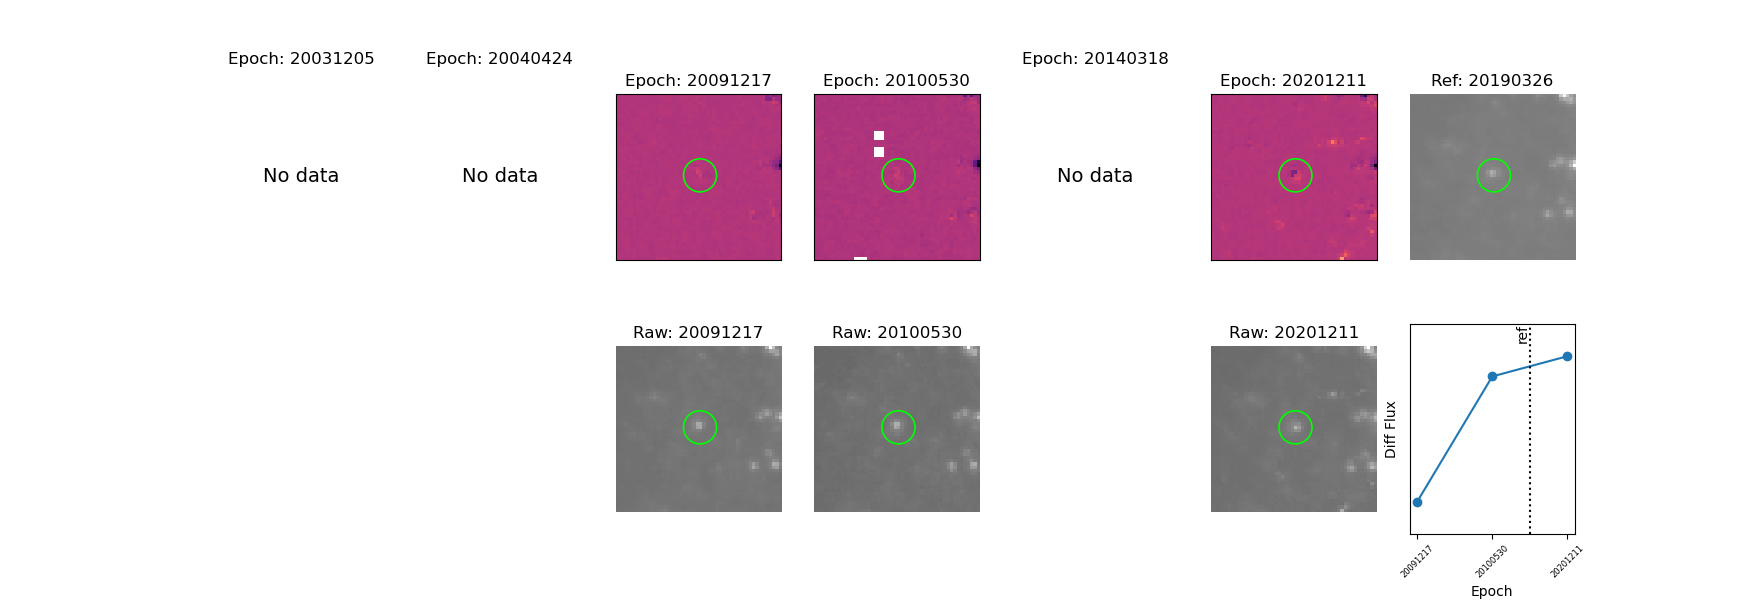 Epoch: 20031205
Epoch: 20040424
Epoch: 20091217
Epoch: 20100530
Epoch: 20140318
Epoch: 20201211
Ref: 20190326
No data
No data
No data
Raw: 20091217
Raw: 20100530
Raw: 20201211
ref
Diff Flux
20091217
20100530
20201211
Epoch